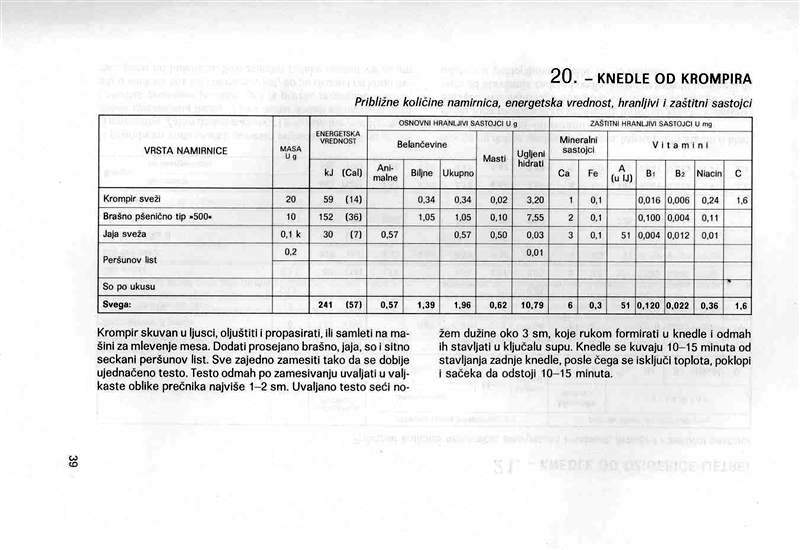 20. – KNEDLE OD KROMPIRA
Približne količine namirnica, energetska vrednost, hranljivi i zaštitni sastojci
VRSTA NAMIRNICE MASA U g ENERGETSKA VREDNOST OSNOVNI HRANLJIVI SASTOJCI U g ZAŠTITNI HRANLJIVI SASTOJCI U mg
Belančevine Masti Ugljeni hidrati Mineralni sastojci Vitamini
kJ (Cal) Ani-malne Biljne Ukupno Ca Fe A (u IJ) B1 B2 Niacin C
Krompir sveži 20 59 (14) 0,34 0,34 0,02 3,20 1 0,1 0,016 0,006 0,24 1,6
Brašno pšenično tip »500« 10 152 (36) 1,05 1,05 0,10 7,55 2 0,1 0,100 0,004 0,11
Jaja sveža 0,1 k 30 (7) 0,57 0,57 0,50 0,03 3 0,1 51 0,004 0,012 0,01
Peršunov list 0,2 0,01
So po ukusu
Svega: 241 (57) 0,57 1,39 1,96 0,62 10,79 6 0,3 51 0,120 0,022 0,36 1,6
Krompir skuvan u ljusci, oljuštiti i propasirati, ili samleti na ma-
šini za mlevenje mesa. Dodati prosejano brašno, jaja, so i sitno
seckani peršunov list. Sve zajedno zamesiti tako da se dobije
ujednačeno testo. Testo odmah po zamesivanju uvaljati u valj-
kaste oblike prečnika najviše 1–2 sm. Uvaljano testo seći no-
žem dužine oko 3 sm, koje rukom formirati u knedle i odmah
ih stavljati u ključalu supu. Knedle se kuvaju 10–15 minuta od
stavljanja zadnje knedle, posle čega se isključi toplota, poklopi
i sačeka da odstoji 10–15 minuta.
39